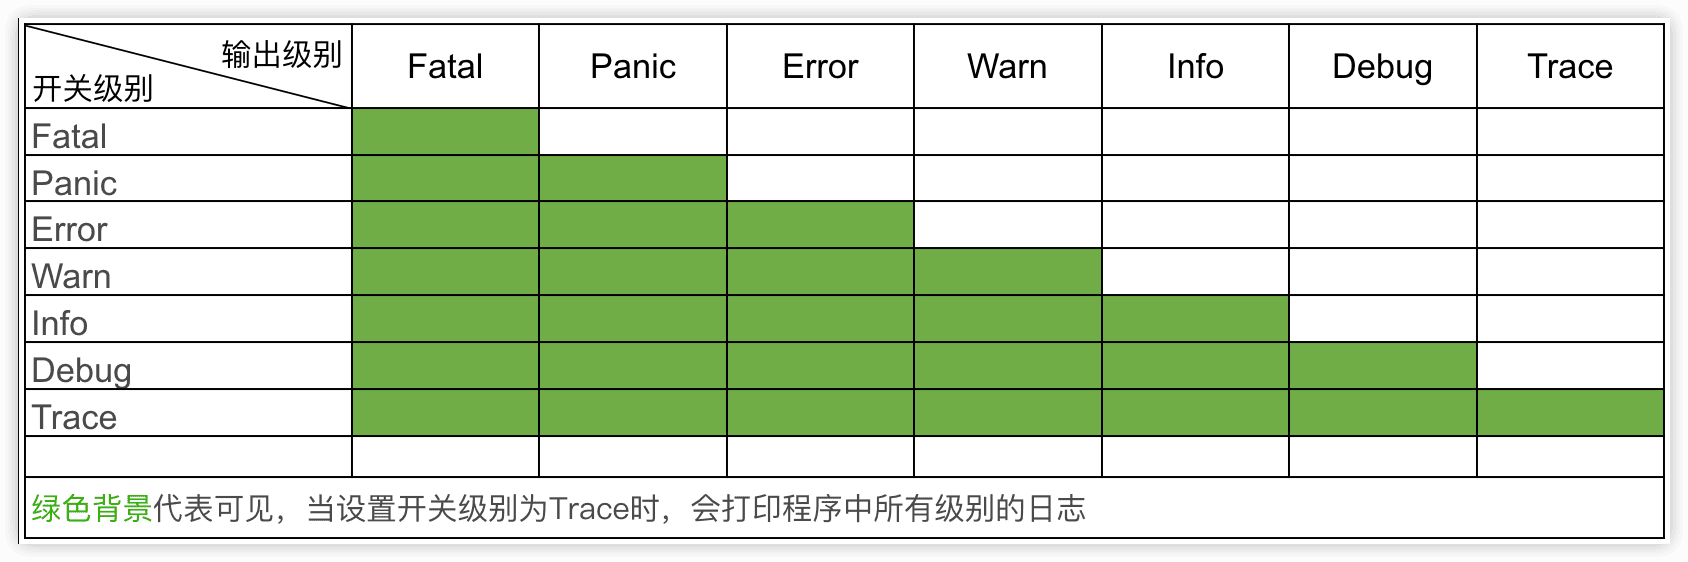 输出级别
开关级别
Fatal Panic Error Warn Info Debug Trace
Fatal
Panic
Error
Warn
Info
Debug
Trace
绿色背景代表可见，当设置开关级别为Trace时，会打印程序中所有级别的日志